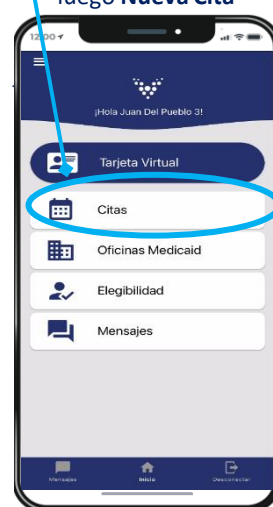 luego Nueva Cita
12:00
¡Hola Juan Del Pueblo 3!
Tarjeta Virtual
Citas
Oficinas Medicaid
Elegibilidad
Mensajes
Mensajes Inicio Desconectar